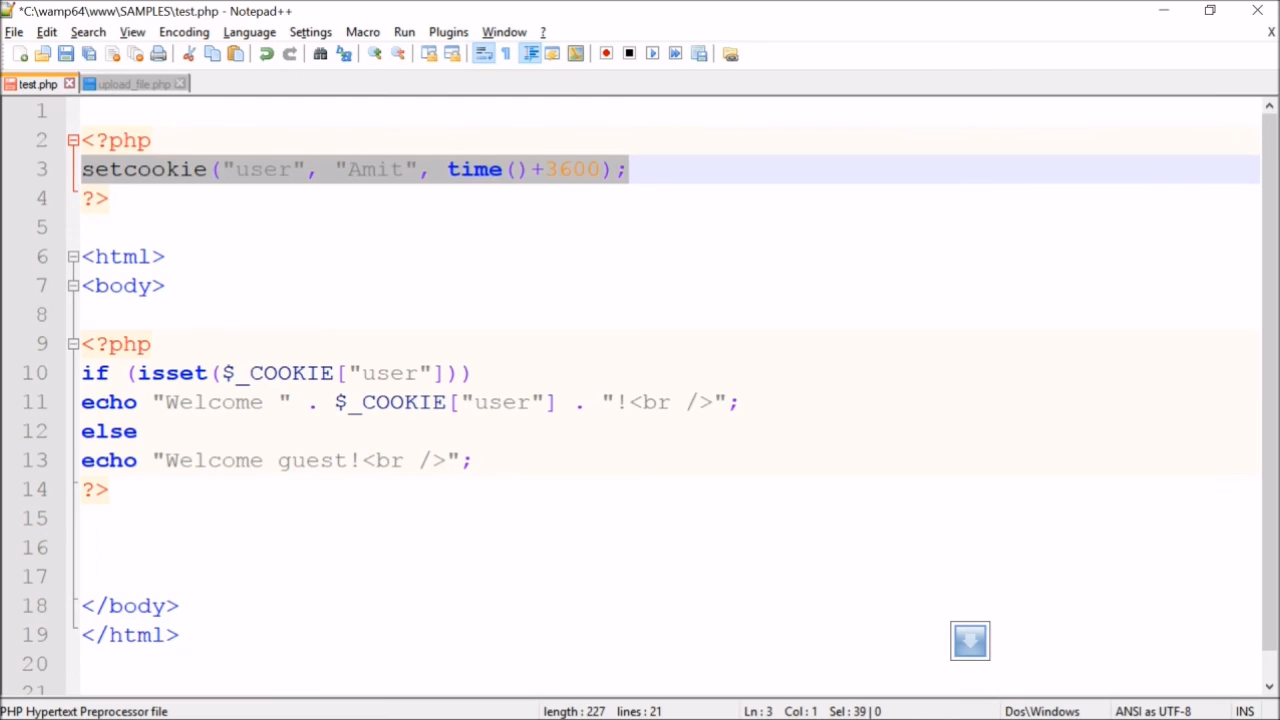 *C:\wamp64\www\SAMPLES\test.php - Notepad++
File Edit Search View Encoding Language Settings Macro Run Plugins Window ? X
test.php upload_file.php
1
2 <?php
3 setcookie("user", "Amit", time()+3600);
4 ?>
5
6 <html>
7 <body>
8
9 <?php
10 if (isset($_COOKIE["user"]))
11 echo "Welcome " . $_COOKIE["user"] . "!<br />";
12 else
13 echo "Welcome guest!<br />";
14 ?>
15
16
17
18 </body>
19 </html>
20
21
PHP Hypertext Preprocessor file length : 227 lines : 21 Ln : 3 Col : 1 Sel : 39 | 0 Dos\Windows ANSI as UTF-8 INS